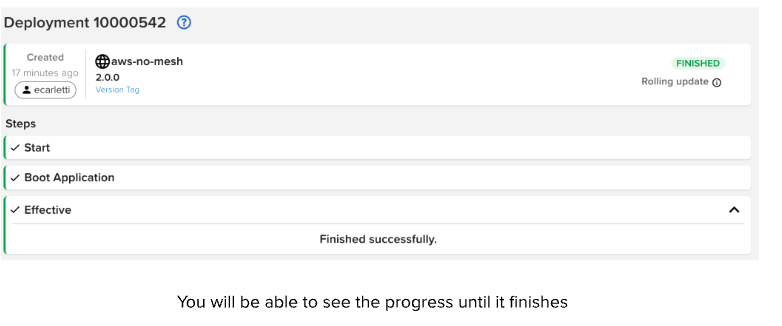 Deployment 10000542
Created
17 minutes ago
ecarletti
aws-no-mesh
2.0.0
Version Tag
FINISHED
Rolling update
Steps
Start
Boot Application
Effective
Finished successfully.
You will be able to see the progress until it finishes